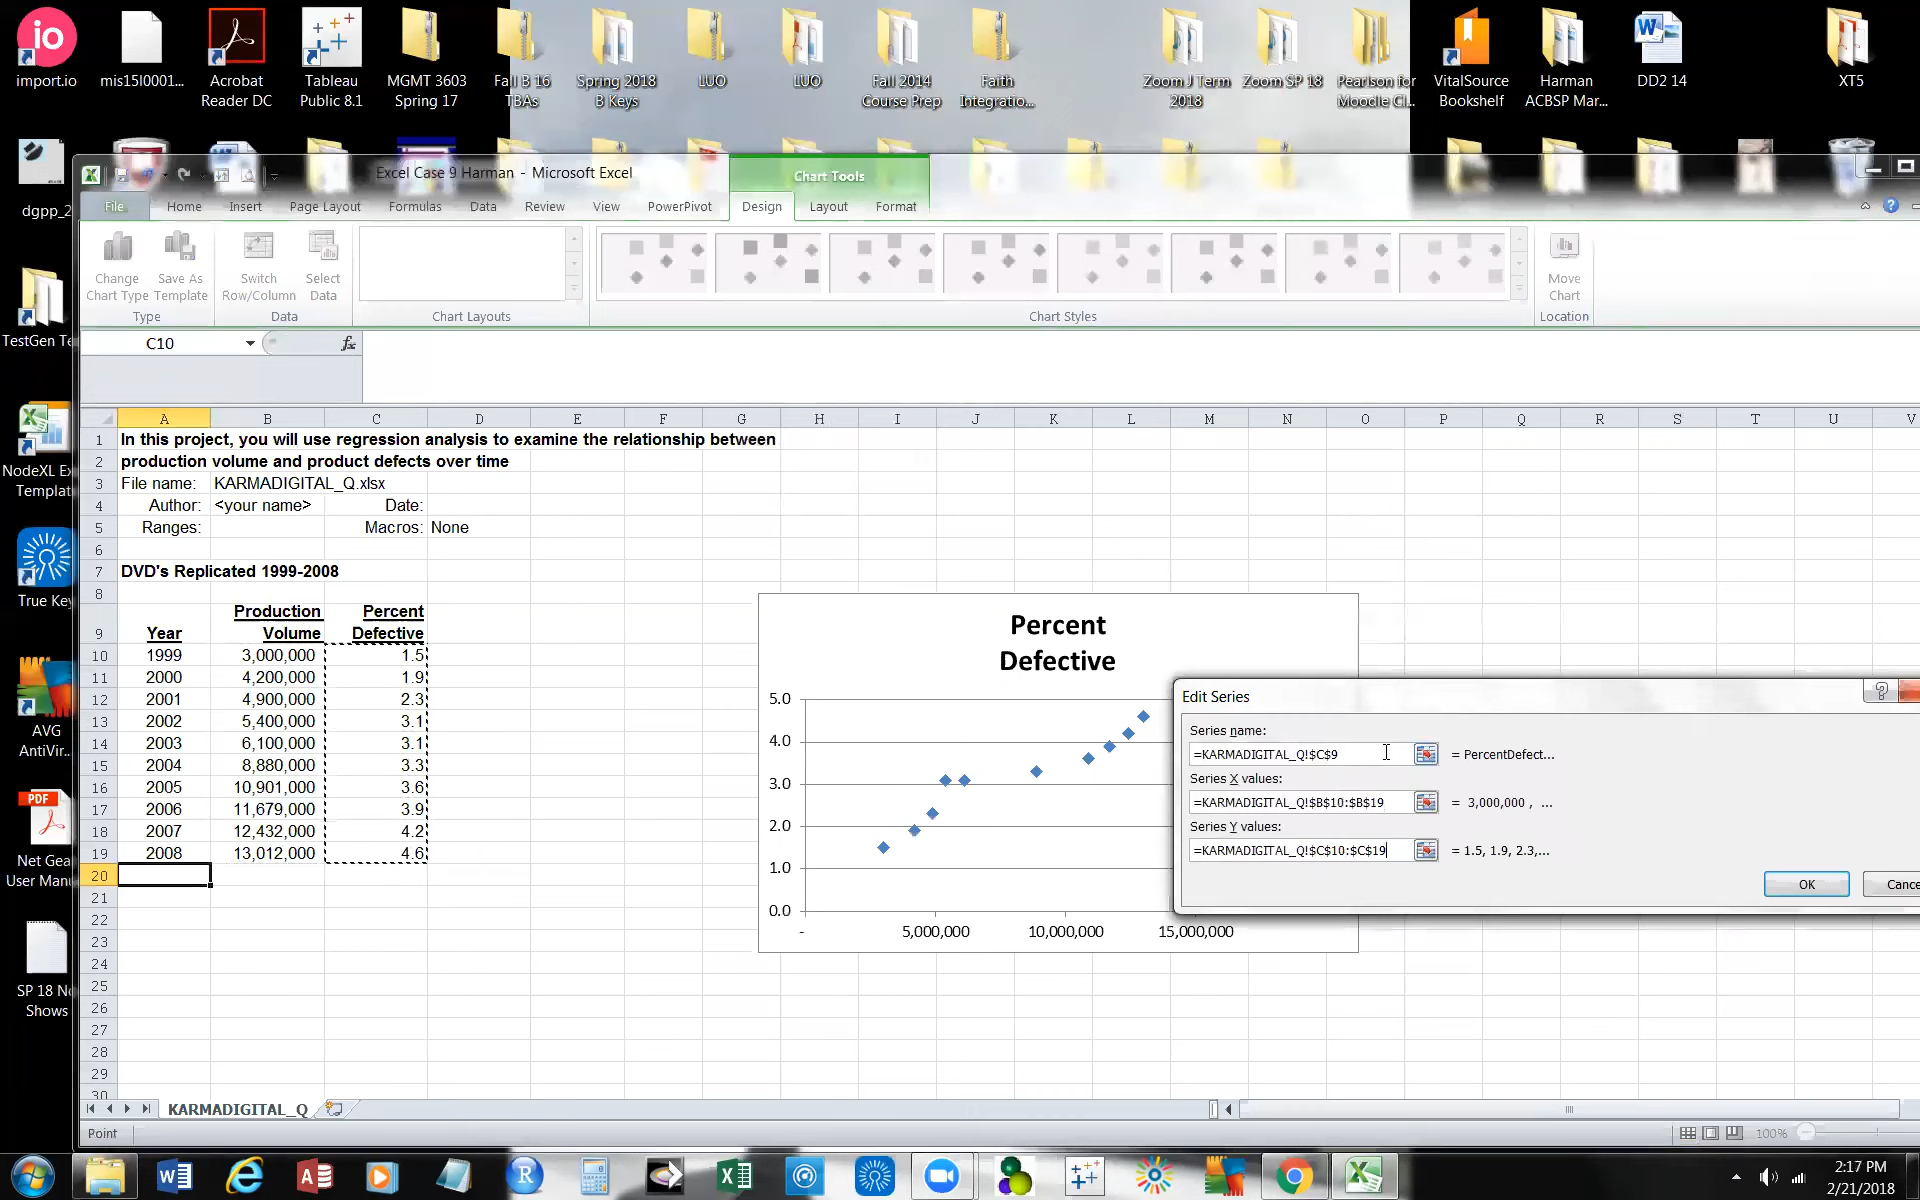 io
import.io
mis15l0001...
Acrobat
Reader DC
Tableau
Public 8.1
MGMT 3603
Spring 17
Fall B 16
TBAs
Spring 2018
B Keys
LUO
LUO
Fall 2014
Course Prep
Faith
Integratio...
Zoom J Term
2018
Zoom SP 18
Pearlson for
Moodle Cl...
VitalSource
Bookshelf
Harman
ACBSP Mar...
DD2 14
XT5
dgpp_2
TestGen Te
NodeXL Ex
Template
True Key
AVG
AntiVir...
PDF
Net Gear
User Manu
SP 18 No
Shows
Excel Case 9 Harman - Microsoft Excel
Chart Tools
File
Home
Insert
Page Layout
Formulas
Data
Review
View
PowerPivot
Design
Layout
Format
Change
Chart Type
Save As
Template
Switch
Row/Column
Select
Data
Move
Chart
Type
Data
Chart Layouts
Chart Styles
Location
C10
fx
A B C D E F G H I J K L M N O P Q R S T U V
1 In this project, you will use regression analysis to examine the relationship between
2 production volume and product defects over time
3 File name: KARMADIGITAL_Q.xlsx
4 Author: <your name> Date:
5 Ranges: Macros: None
6
7 DVD's Replicated 1999-2008
8
Production Percent
9 Year Volume Defective
10 1999 3,000,000 1.5
11 2000 4,200,000 1.9
12 2001 4,900,000 2.3
13 2002 5,400,000 3.1
14 2003 6,100,000 3.1
15 2004 8,880,000 3.3
16 2005 10,901,000 3.6
17 2006 11,679,000 3.9
18 2007 12,432,000 4.2
19 2008 13,012,000 4.6
20
21
22
23
24
25
26
27
28
29
30
Percent
Defective
5.0
4.0
3.0
2.0
1.0
0.0
- 5,000,000 10,000,000 15,000,000
Edit Series
Series name:
=KARMADIGITAL_Q!$C$9 = PercentDefect...
Series X values:
=KARMADIGITAL_Q!$B$10:$B$19 = 3,000,000 , ...
Series Y values:
=KARMADIGITAL_Q!$C$10:$C$19 = 1.5, 1.9, 2.3,...
OK
Cance
KARMADIGITAL_Q
Point
100%
2:17 PM
2/21/2018